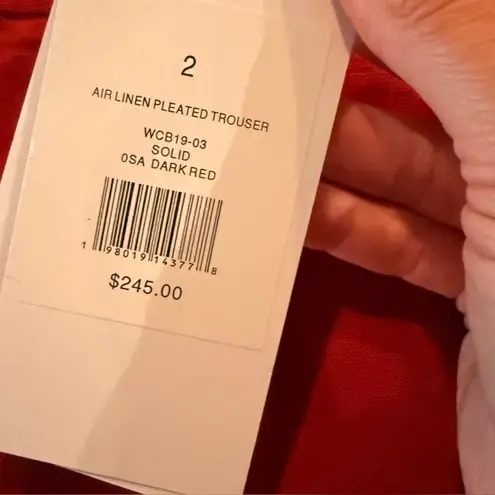 2
AIR LINEN PLEATED TROUSER
WCB19-03
SOLID
0SA DARK RED
1 98019 14377 8
$245.00